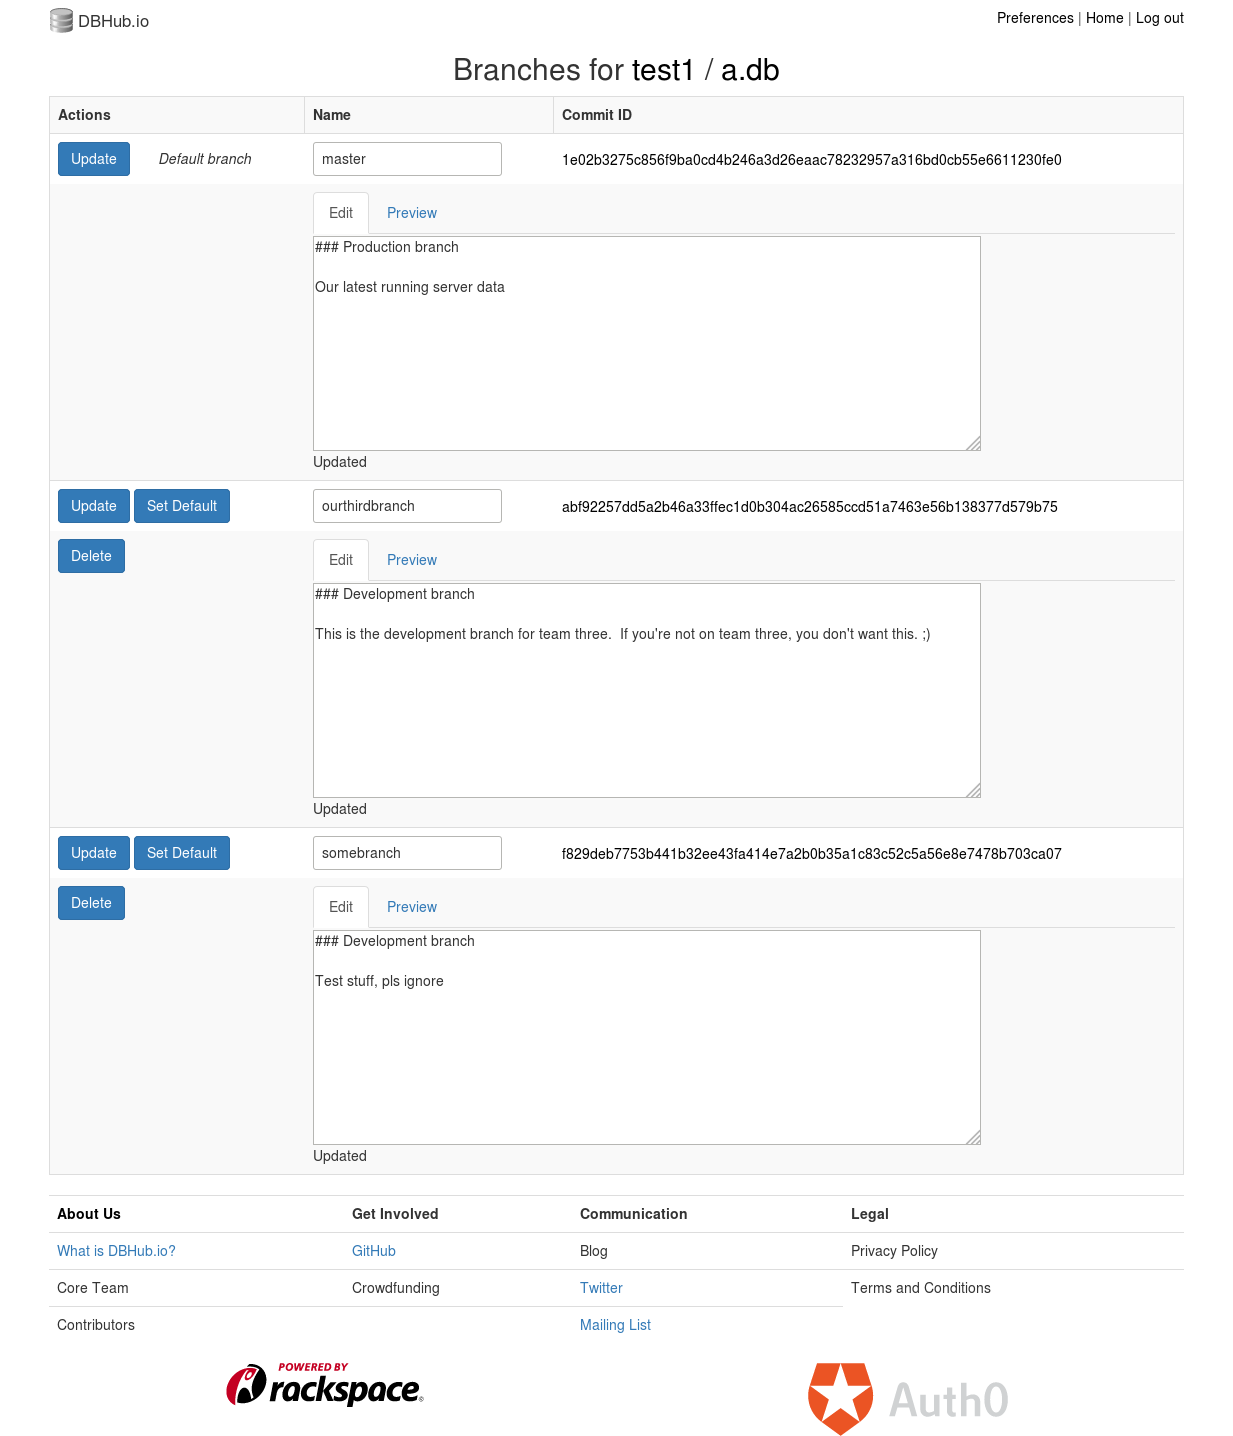 DBHub.io
Preferences | Home | Log out
Branches for test1 / a.db
Actions Name Commit ID
Update Default branch master 1e02b3275c856f9ba0cd4b246a3d26eaac78232957a316bd0cb55e6611230fe0
Edit Preview
### Production branch
Our latest running server data
Updated
Update Set Default ourthirdbranch abf92257dd5a2b46a33ffec1d0b304ac26585ccd51a7463e56b138377d579b75
Delete Edit Preview
### Development branch
This is the development branch for team three.  If you're not on team three, you don't want this. ;)
Updated
Update Set Default somebranch f829deb7753b441b32ee43fa414e7a2b0b35a1c83c52c5a56e8e7478b703ca07
Delete Edit Preview
### Development branch
Test stuff, pls ignore
Updated
About Us Get Involved Communication Legal
What is DBHub.io? GitHub Blog Privacy Policy
Core Team Crowdfunding Twitter Terms and Conditions
Contributors Mailing List
POWERED BY
rackspace®
Auth0